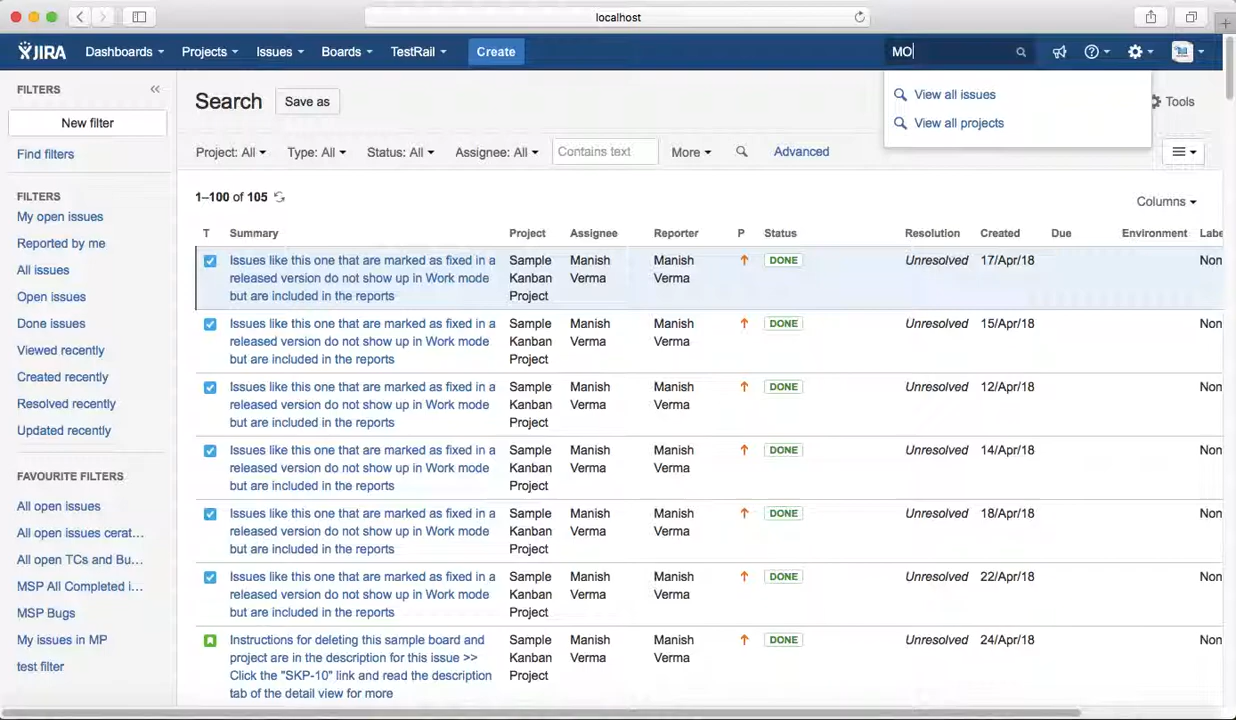 localhost
JIRA Dashboards Projects Issues Boards TestRail Create MO
View all issues
View all projects
FILTERS
New filter
Find filters
FILTERS
My open issues
Reported by me
All issues
Open issues
Done issues
Viewed recently
Created recently
Resolved recently
Updated recently
FAVOURITE FILTERS
All open issues
All open issues cerat...
All open TCs and Bu...
MSP All Completed i...
MSP Bugs
My issues in MP
test filter
Search Save as Tools
Project: All Type: All Status: All Assignee: All Contains text More Advanced
1–100 of 105
Columns
T Summary Project Assignee Reporter P Status Resolution Created Due Environment Labe
Issues like this one that are marked as fixed in a Sample Manish Manish DONE Unresolved 17/Apr/18 Non
released version do not show up in Work mode Kanban Verma Verma
but are included in the reports Project
Issues like this one that are marked as fixed in a Sample Manish Manish DONE Unresolved 15/Apr/18 Non
released version do not show up in Work mode Kanban Verma Verma
but are included in the reports Project
Issues like this one that are marked as fixed in a Sample Manish Manish DONE Unresolved 12/Apr/18 Non
released version do not show up in Work mode Kanban Verma Verma
but are included in the reports Project
Issues like this one that are marked as fixed in a Sample Manish Manish DONE Unresolved 14/Apr/18 Non
released version do not show up in Work mode Kanban Verma Verma
but are included in the reports Project
Issues like this one that are marked as fixed in a Sample Manish Manish DONE Unresolved 18/Apr/18 Non
released version do not show up in Work mode Kanban Verma Verma
but are included in the reports Project
Issues like this one that are marked as fixed in a Sample Manish Manish DONE Unresolved 22/Apr/18 Non
released version do not show up in Work mode Kanban Verma Verma
but are included in the reports Project
Instructions for deleting this sample board and Sample Manish Manish DONE Unresolved 24/Apr/18 Non
project are in the description for this issue >> Kanban Verma Verma
Click the "SKP-10" link and read the description Project
tab of the detail view for more